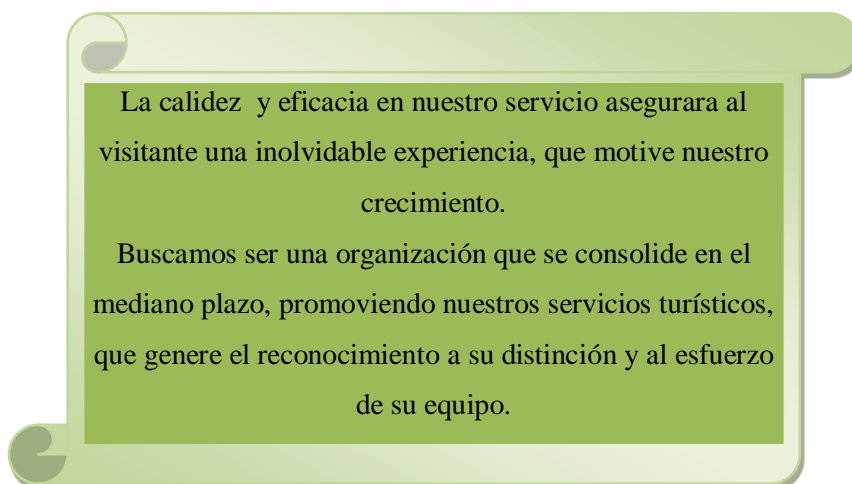 La calidez  y eficacia en nuestro servicio asegurara al
visitante una inolvidable experiencia, que motive nuestro
crecimiento.
Buscamos ser una organización que se consolide en el
mediano plazo, promoviendo nuestros servicios turísticos,
que genere el reconocimiento a su distinción y al esfuerzo
de su equipo.